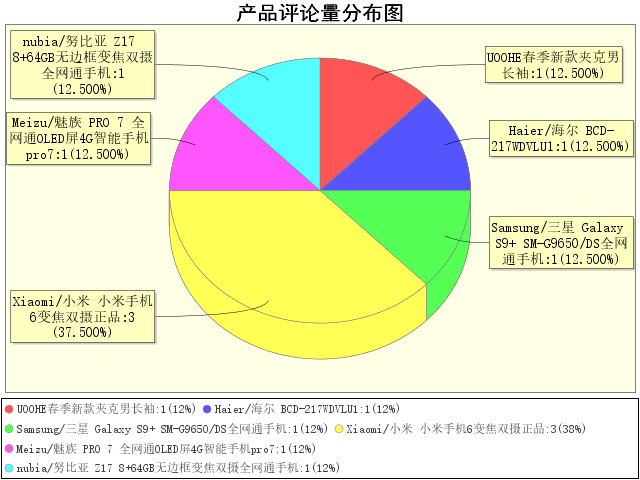 产品评论量分布图
nubia/努比亚 Z17
8+64GB无边框变焦双摄
全网通手机:1
(12.500%)
UOOHE春季新款夹克男
长袖:1(12.500%)
Meizu/魅族 PRO 7 全
网通OLED屏4G智能手机
pro7:1(12.500%)
Haier/海尔 BCD-
217WDVLU1:1(12.500%)
Samsung/三星 Galaxy
S9+ SM-G9650/DS全网
通手机:1(12.500%)
Xiaomi/小米 小米手机
6变焦双摄正品:3
(37.500%)
UOOHE春季新款夹克男长袖:1(12%) Haier/海尔 BCD-217WDVLU1:1(12%)
Samsung/三星 Galaxy S9+ SM-G9650/DS全网通手机:1(12%) Xiaomi/小米 小米手机6变焦双摄正品:3(38%)
Meizu/魅族 PRO 7 全网通OLED屏4G智能手机pro7:1(12%)
nubia/努比亚 Z17 8+64GB无边框变焦双摄全网通手机:1(12%)